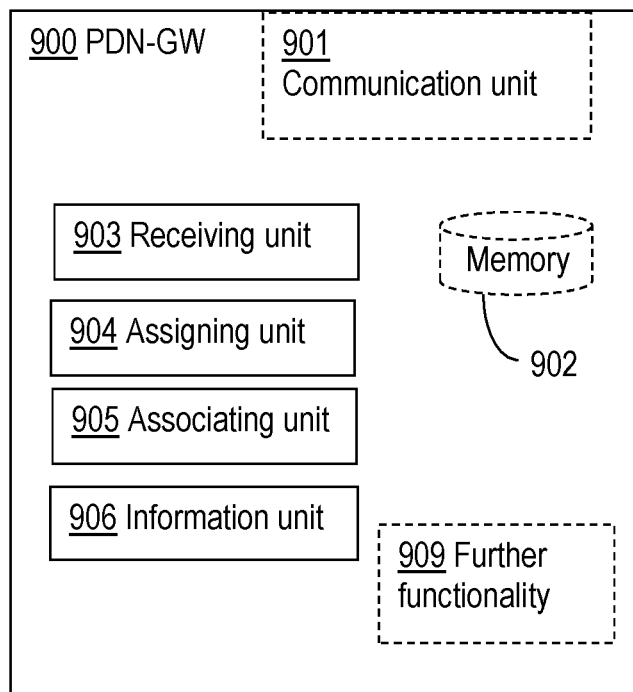 900 PDN-GW
901
Communication unit
903 Receiving unit
Memory
904 Assigning unit
902
905 Associating unit
906 Information unit
909 Further
functionality